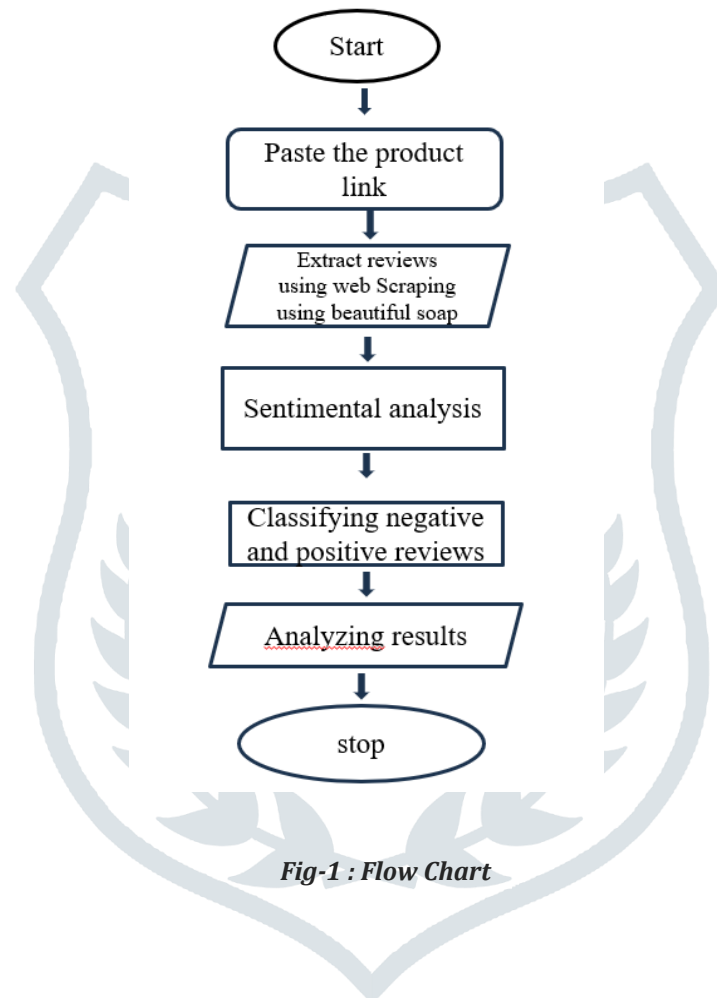 Start
Paste the product
link
Extract reviews
using web Scraping
using beautiful soap
Sentimental analysis
Classifying negative
and positive reviews
Analyzing results
stop
Fig-1 : Flow Chart